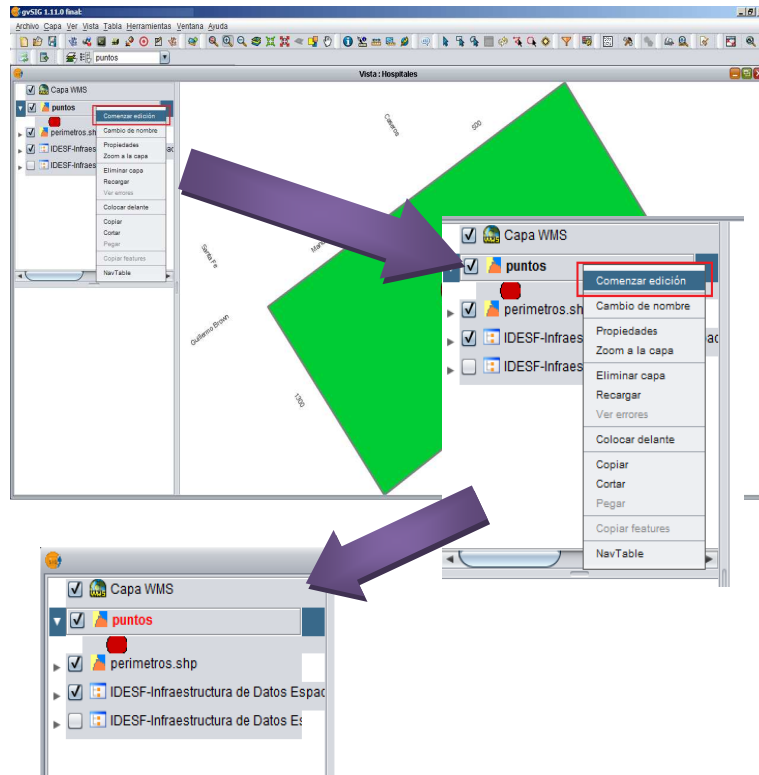 gvSIG 1.11.0 final:
Archivo Capa Ver Vista Tabla Herramientas Ventana Ayuda
puntos
Vista : Hospitales
Capa WMS
puntos
perimetros.sh
IDESF-Infraes
IDESF-Infraes
Comenzar edición
Cambio de nombre
Propiedades
Zoom a la capa
Eliminar capa
Recargar
Ver errores
Colocar delante
Copiar
Cortar
Pegar
Copiar features
NavTable
Caseros
500
Santa Fe
Guillermo Brown
1300
Capa WMS
puntos
perimetros.sh
IDESF-Infraes
IDESF-Infraes
Comenzar edición
Cambio de nombre
Propiedades
Zoom a la capa
Eliminar capa
Recargar
Ver errores
Colocar delante
Copiar
Cortar
Pegar
Copiar features
NavTable
Capa WMS
puntos
perimetros.shp
IDESF-Infraestructura de Datos Espac
IDESF-Infraestructura de Datos Es